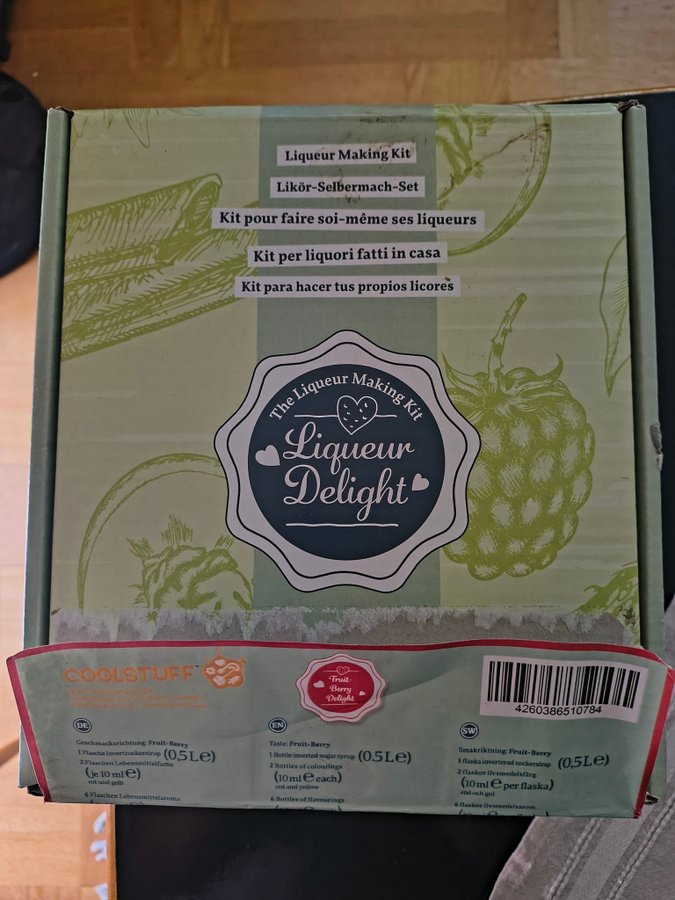 Liqueur Making Kit
Likör-Selbermach-Set
Kit pour faire soi-même ses liqueurs
Kit per liquori fatti in casa
Kit para hacer tus propios licores
The Liqueur Making Kit
Liqueur
Delight
COOLSTUFF
Fruit-
Berry
Delight
4260386510784
DE
Geschmacksrichtung: Fruit-Berry
1 Flasche Invertzuckersirup (0,5 L e)
2 Flaschen Lebensmittelfarbe
(je 10 ml e)
rot und gelb
6 Flaschen Lebensmittelaroma
EN
Taste: Fruit-Berry
1 Bottle inverted sugar syrup (0.5 L e)
2 Bottles of colourings
(10 ml e each)
red and yellow
6 Bottles of flavourings
SW
Smakriktning: Fruit-Berry
1 flaska inverterad sockersirap (0,5 L e)
2 flaskor livsmedelsfärg
(10 ml e per flaska)
röd och gul
6 flaskor livsmedelsarom